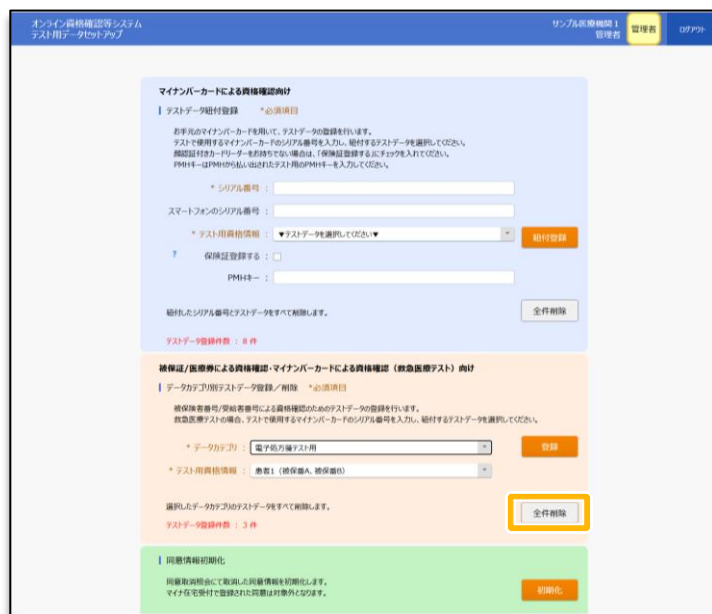 オンライン資格確認等システム
テスト用データセットアップ
サンプル医療機関1
管理者
管理者
ログアウト
マイナンバーカードによる資格確認向け
テストデータ紐付登録 *必須項目
お手元のマイナンバーカードを用いて、テストデータの登録を行います。
テストで使用するマイナンバーカードのシリアル番号を入力し、紐付するテストデータを選択してください。
顔認証付きカードリーダーをお持ちでない場合は、「保険証登録する」にチェックを入れてください。
PMHキーはPMHから払い出されたテスト用のPMHキーを入力してください。
* シリアル番号 :
スマートフォンのシリアル番号 :
* テスト用資格情報 : ▼テストデータを選択してください▼
紐付登録
? 保険証登録する :
PMHキー :
紐付したシリアル番号とテストデータをすべて削除します。
全件削除
テストデータ登録件数 : 8 件
被保証/医療券による資格確認・マイナンバーカードによる資格確認（救急医療テスト）向け
データカテゴリ別テストデータ登録/削除 *必須項目
被保険者番号/受給者番号による資格確認のためのテストデータの登録を行います。
救急医療テストの場合、テストで使用するマイナンバーカードのシリアル番号を入力し、紐付するテストデータを選択してください。
* データカテゴリ : 電子処方箋テスト用
登録
* テスト用資格情報 : 患者1（被保番A、被保番B）
選択したデータカテゴリのテストデータをすべて削除します。
全件削除
テストデータ登録件数 : 3 件
同意情報初期化
同意取消照会にて取消した同意情報を初期化します。
マイナ在宅受付で登録された同意は対象外となります。
初期化